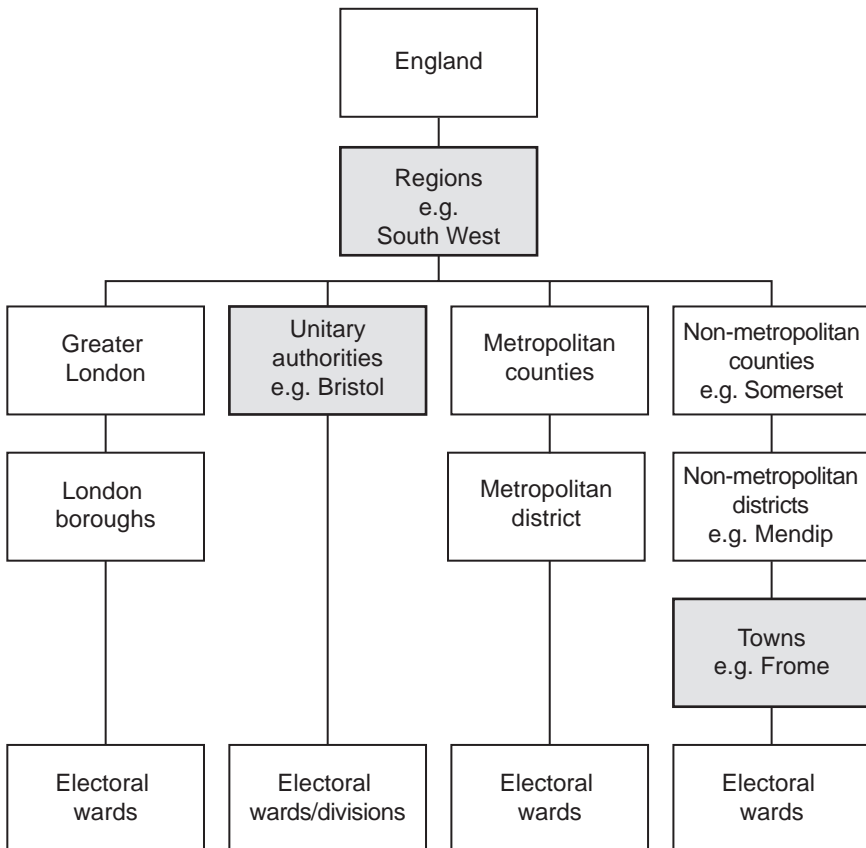 England
Regions
e.g.
South West
Greater
London
Unitary
authorities
e.g. Bristol
Metropolitan
counties
Non-metropolitan
counties
e.g. Somerset
London
boroughs
Metropolitan
district
Non-metropolitan
districts
e.g. Mendip
Towns
e.g. Frome
Electoral
wards
Electoral
wards/divisions
Electoral
wards
Electoral
wards